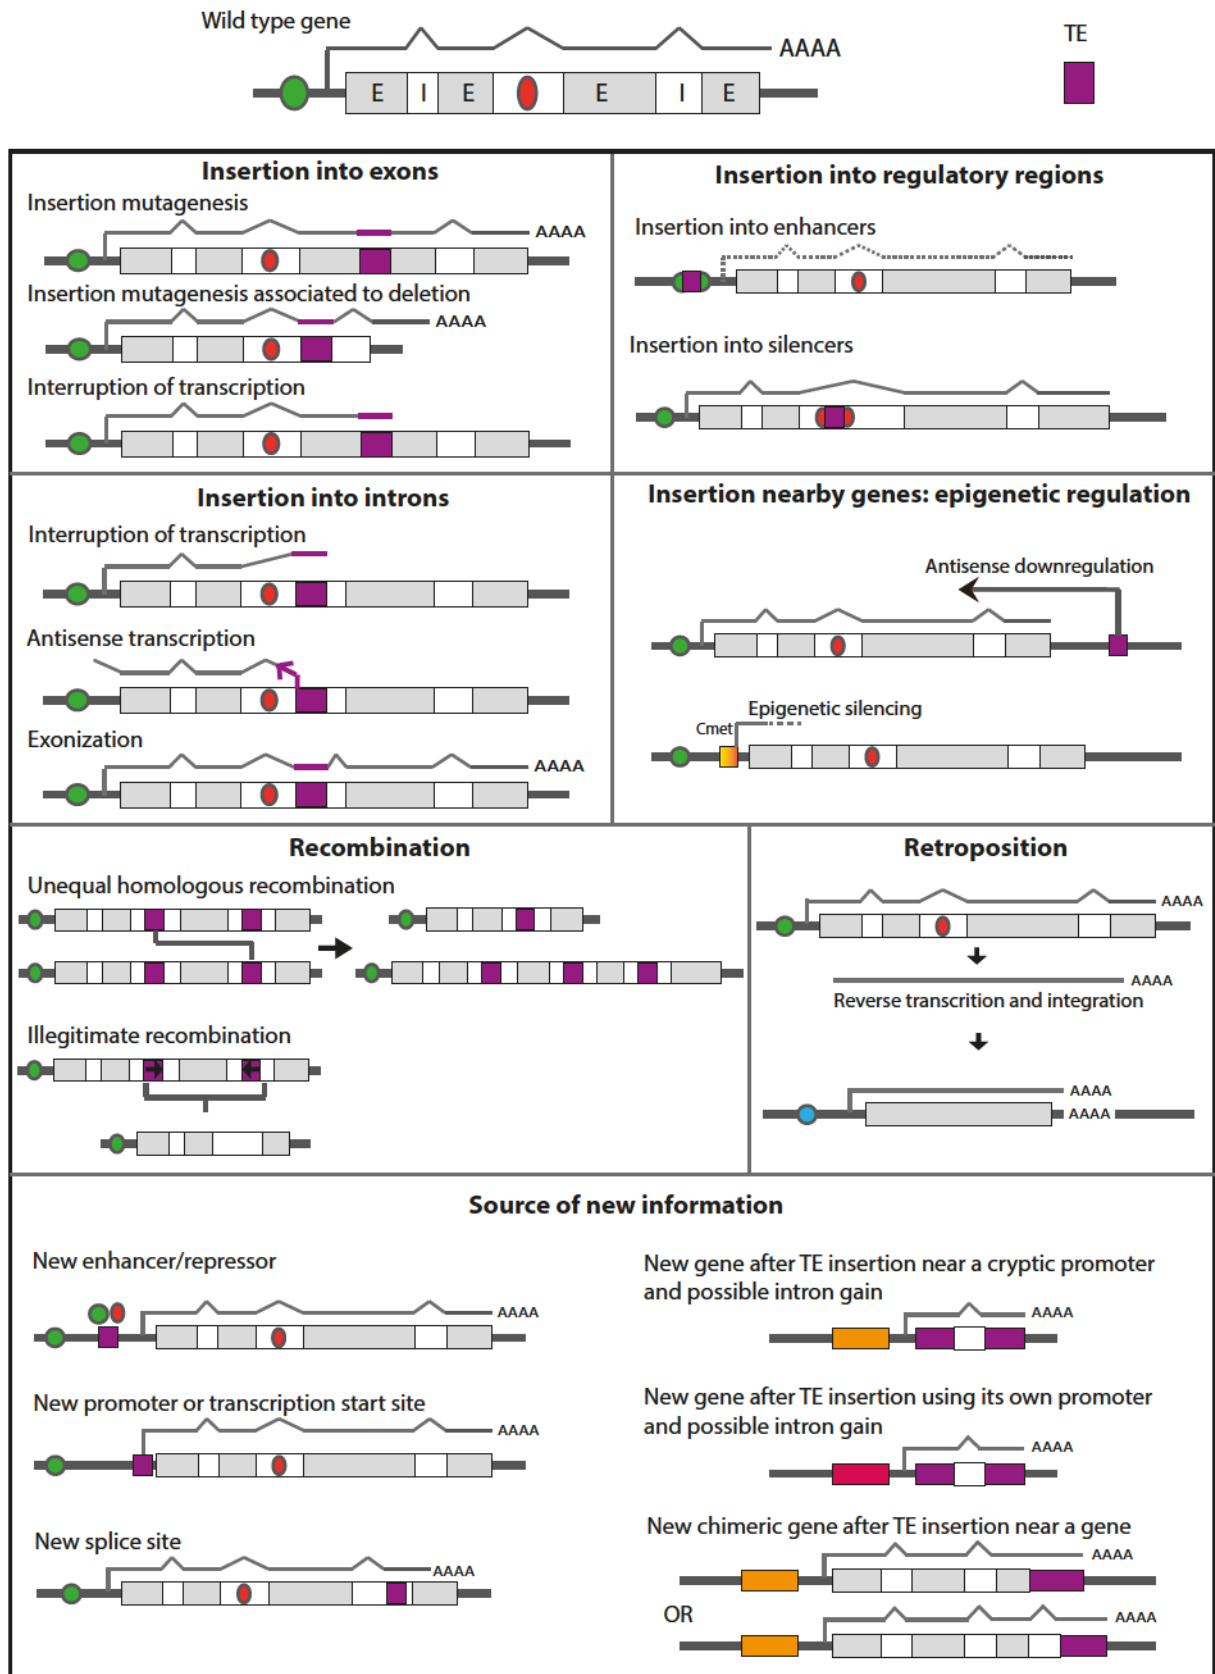 Wild type gene
AAAA
TE
E I E E I E
Insertion into exons
Insertion mutagenesis
AAAA
Insertion mutagenesis associated to deletion
AAAA
Interruption of transcription
Insertion into regulatory regions
Insertion into enhancers
Insertion into silencers
Insertion into introns
Interruption of transcription
Antisense transcription
Exonization
AAAA
Insertion nearby genes: epigenetic regulation
Antisense downregulation
Epigenetic silencing
Cmet
Recombination
Unequal homologous recombination
Illegitimate recombination
Retroposition
AAAA
AAAA
Reverse transcrition and integration
AAAA
AAAA
Source of new information
New enhancer/repressor
AAAA
New promoter or transcription start site
AAAA
New splice site
AAAA
New gene after TE insertion near a cryptic promoter
and possible intron gain
AAAA
New gene after TE insertion using its own promoter
and possible intron gain
AAAA
New chimeric gene after TE insertion near a gene
AAAA
OR
AAAA